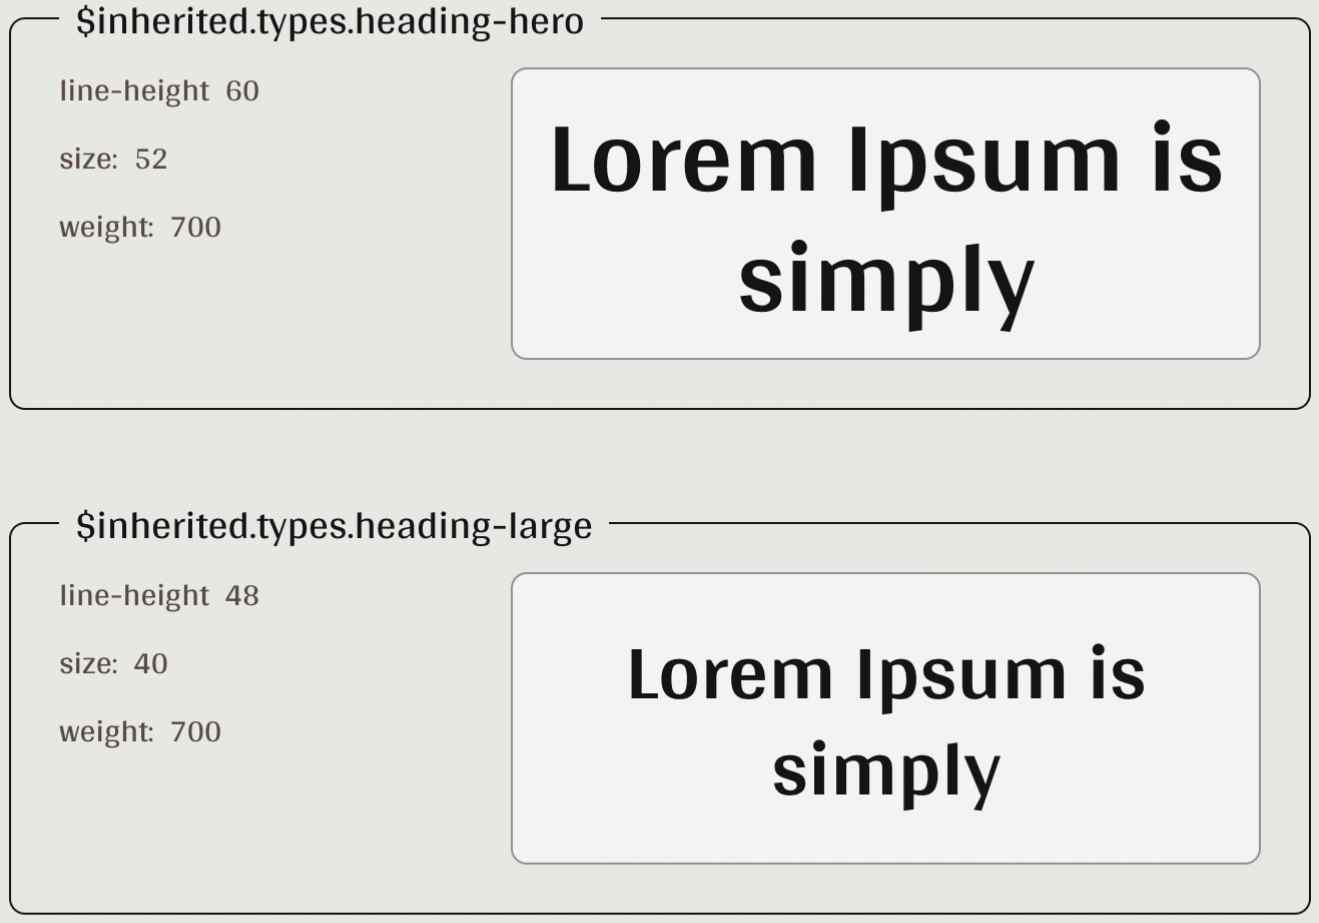 $inherited.types.heading-hero
line-height 60
size: 52
weight: 700
Lorem Ipsum is
simply
$inherited.types.heading-large
line-height 48
size: 40
weight: 700
Lorem Ipsum is
simply